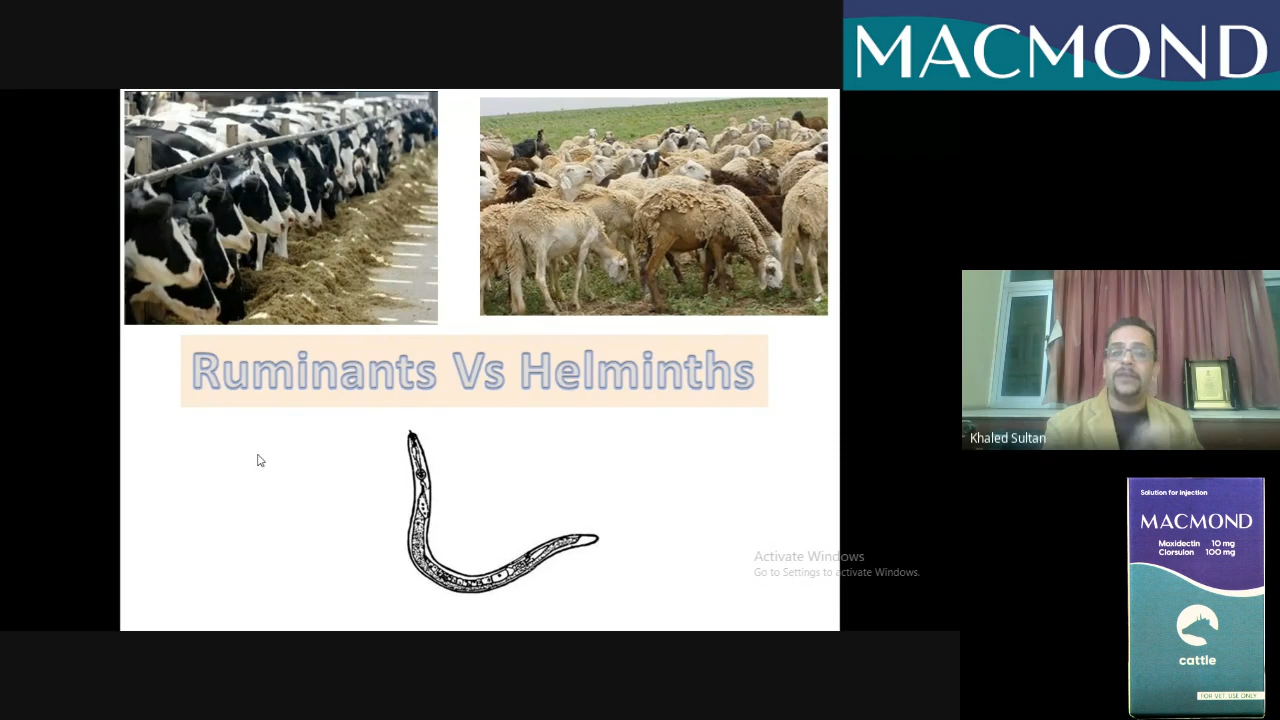 MACMOND
Ruminants Vs Helminths
Khaled Sultan
Activate Windows
Go to Settings to activate Windows.
Solution for injection
MACMOND
Moxidectin 10 mg
Clorsulon 100 mg
cattle
FOR VET. USE ONLY